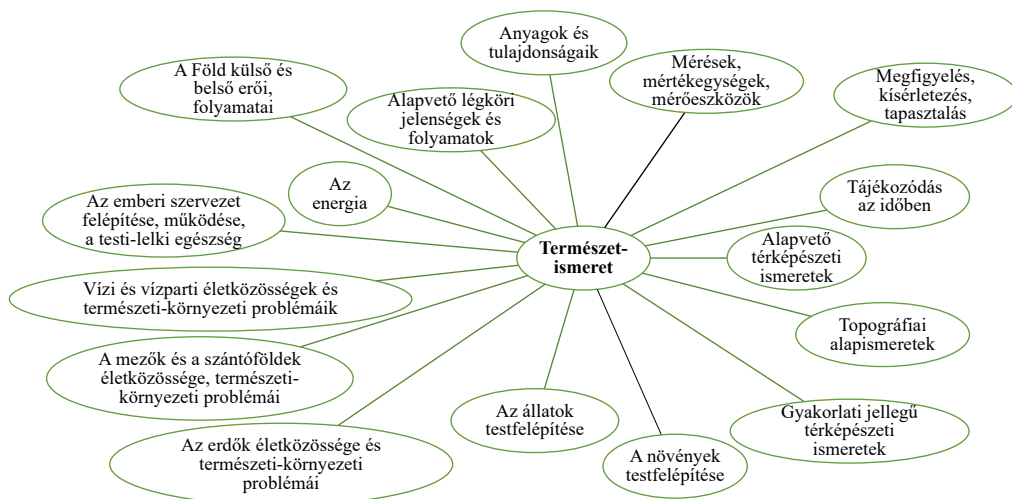 Anyagok és
tulajdonságaik
A Föld külső és
belső erői,
folyamatai
Mérések,
mértékegységek,
mérőeszközök
Megfigyelés,
kísérletezés,
tapasztalás
Alapvető légköri
jelenségek és
folyamatok
Az
energia
Tájékozódás
az időben
Az emberi szervezet
felépítése, működése,
a testi-lelki egészség
Természet-
ismeret
Alapvető
térképészeti
ismeretek
Vízi és vízparti életközösségek és
természeti-környezeti problémáik
Topográfiai
alapismeretek
A mezők és a szántóföldek
életközössége, természeti-
környezeti problémái
Az állatok
testfelépítése
Gyakorlati jellegű
térképészeti
ismeretek
Az erdők életközössége és
természeti-környezeti
problémái
A növények
testfelépítése